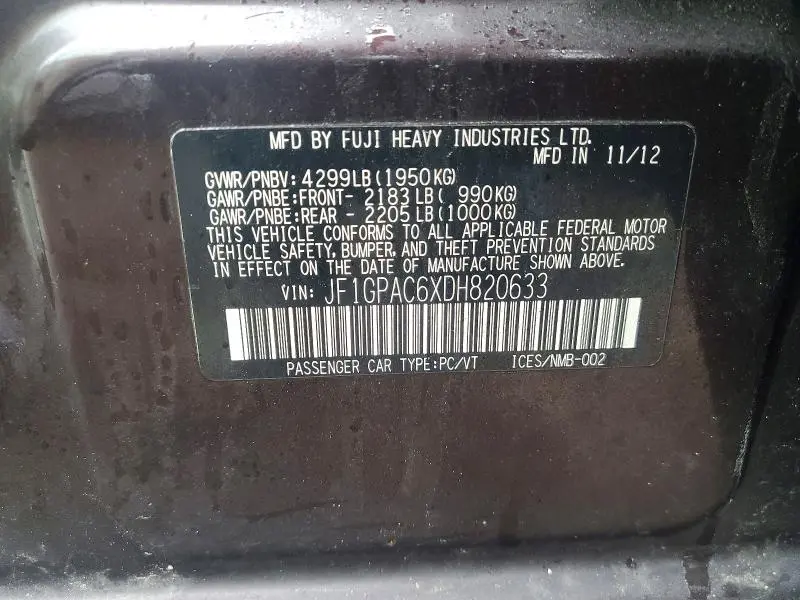 MFD BY FUJI HEAVY INDUSTRIES LTD.
MFD IN 11/12
GVWR/PNBV: 4299LB(1950KG)
GAWR/PNBE:FRONT- 2183LB( 990KG)
GAWR/PNBE:REAR - 2205LB(1000KG)
THIS VEHICLE CONFORMS TO ALL APPLICABLE FEDERAL MOTOR
VEHICLE SAFETY, BUMPER, AND THEFT PREVENTION STANDARDS
IN EFFECT ON THE DATE OF MANUFACTURE SHOWN ABOVE.
VIN: JF1GPAC6XDH820633
PASSENGER CAR TYPE:PC/VT ICES/NMB-002